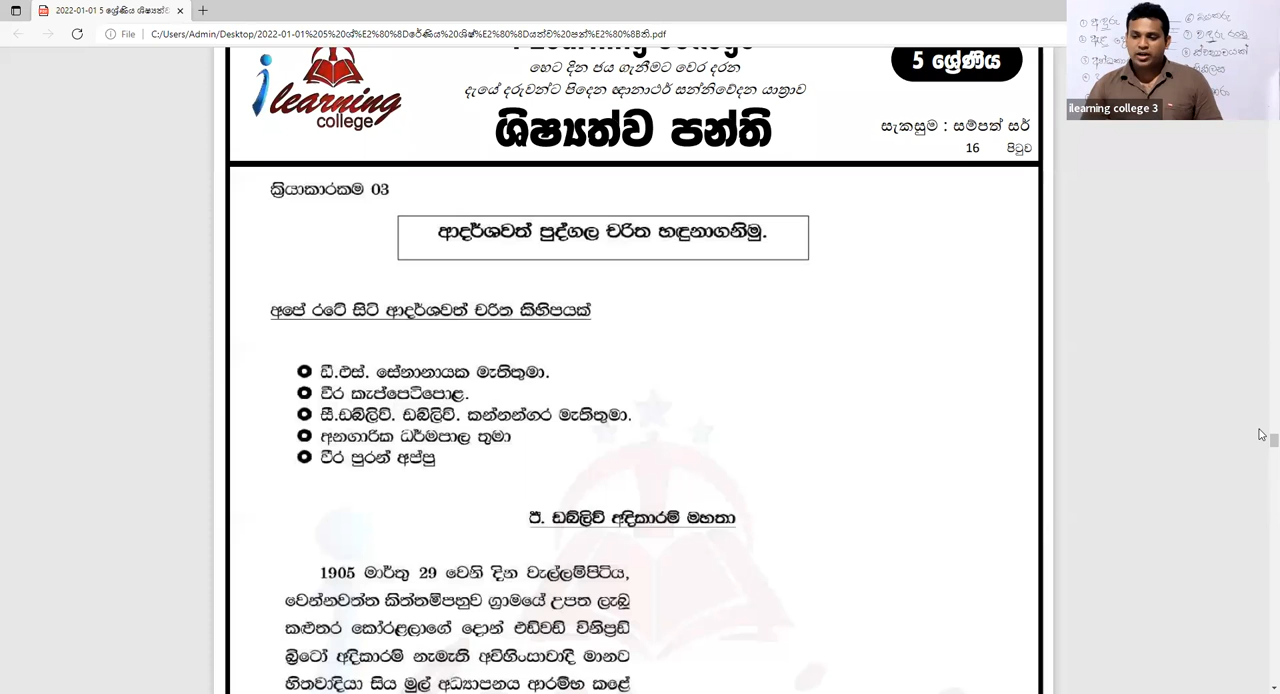 2022-01-01 5 ශ්‍රේණිය ශිෂ්‍යත්ව
File C:/Users/Admin/Desktop/2022-01-01%205%20ශ්%E2%80%8Dරේණිය%20ශිෂ්%E2%80%8Dයත්ව%20පන්%E2%80%8Bති.pdf
i learning college
හෙට දින ජය ගැනීමට වෙර දරන
දැයේ දරුවන්ට පිදෙන ඤානාර්ථ සන්නිවේදන යාත්‍රාව
ශිෂ්‍යත්ව පන්ති
5 ශ්‍රේණිය
සැකසුම : සම්පත් සර්
16 පිටුව
ilearning college 3
ක්‍රියාකාරකම 03
ආදර්ශවත් පුද්ගල චරිත හඳුනාගනිමු.
අපේ රටේ සිටි ආදර්ශවත් චරිත කිහිපයක්
ඩී.එස්. සේනානායක මැතිතුමා.
වීර කැප්පෙටිපොළ.
සී.ඩබ්ලිව්. ඩබ්ලිව්. කන්නන්ගර මැතිතුමා.
අනගාරික ධර්මපාල තුමා
වීර පුරන් අප්පු
ඊ. ඩබ්ලිව් අදිකාරම් මහතා
1905 මාර්තු 29 වෙනි දින වැල්ලම්පිටිය,
වෙන්නවත්ත කිත්තම්පහුව ග්‍රාමයේ උපත ලැබූ
කළුතර කෝරළලාගේ දොන් එඩ්වඩ් විනිප්‍රඩ්
බ්‍රිටෝ අදිකාරම් නැමැති අවිහිංසාවාදී මානව
හිතවාදියා සිය මුල් අධ්‍යාපනය ආරම්භ කළේ